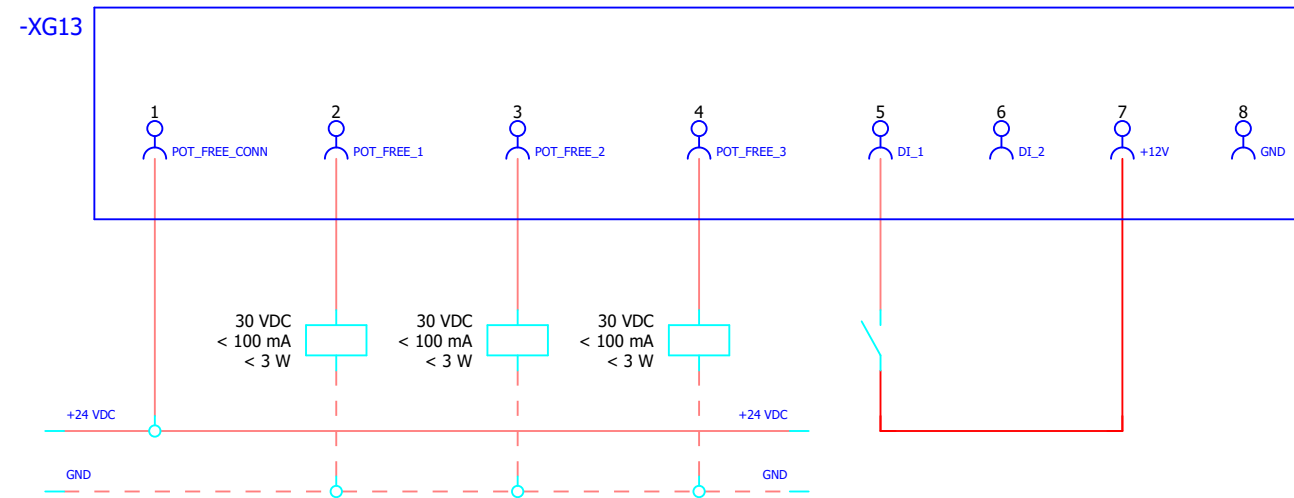 -XG13
1 2 3 4 5 6 7 8
POT_FREE_CONN POT_FREE_1 POT_FREE_2 POT_FREE_3 DI_1 DI_2 +12V GND
30 VDC 30 VDC 30 VDC
< 100 mA < 100 mA < 100 mA
< 3 W < 3 W < 3 W
+24 VDC +24 VDC
GND GND